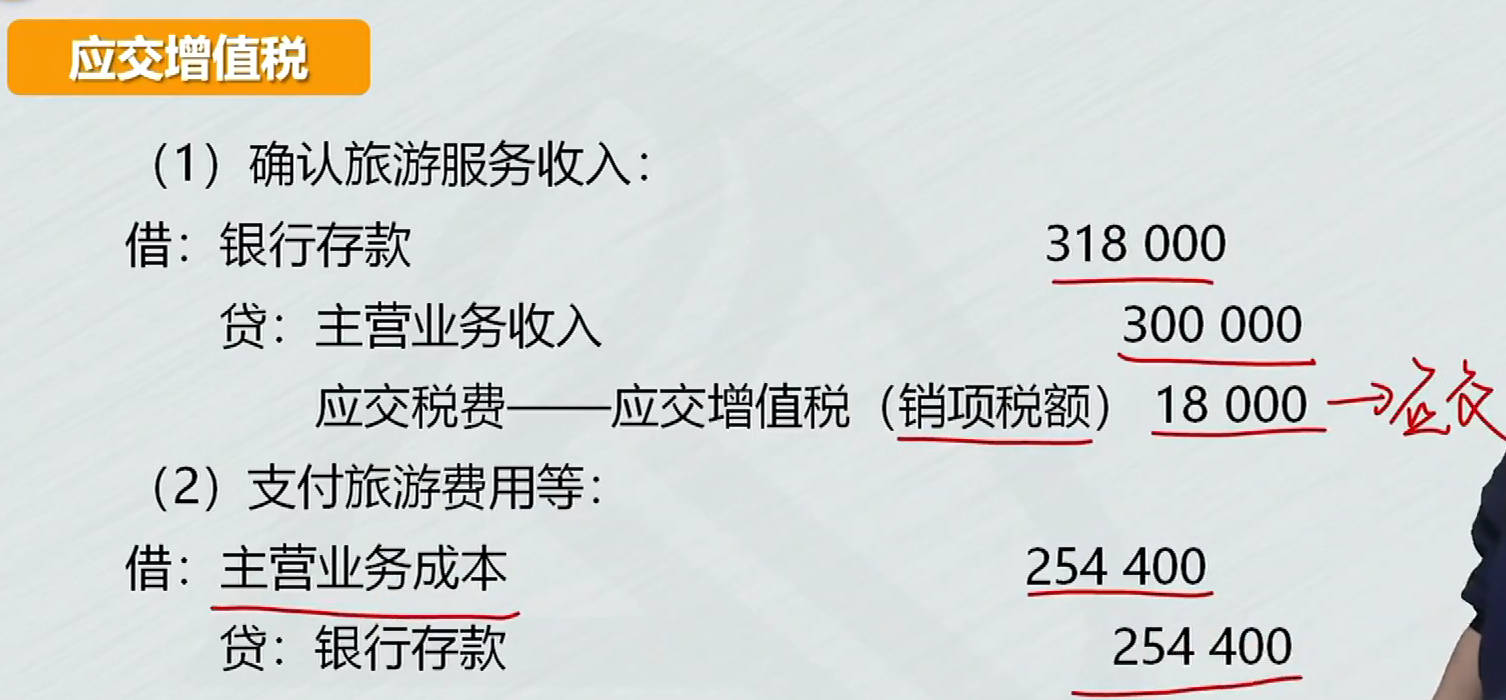 应交增值税
（1）确认旅游服务收入：
借：银行存款 318 000
贷：主营业务收入 300 000
应交税费——应交增值税（销项税额） 18 000 →应交
（2）支付旅游费用等：
借：主营业务成本 254 400
贷：银行存款 254 400